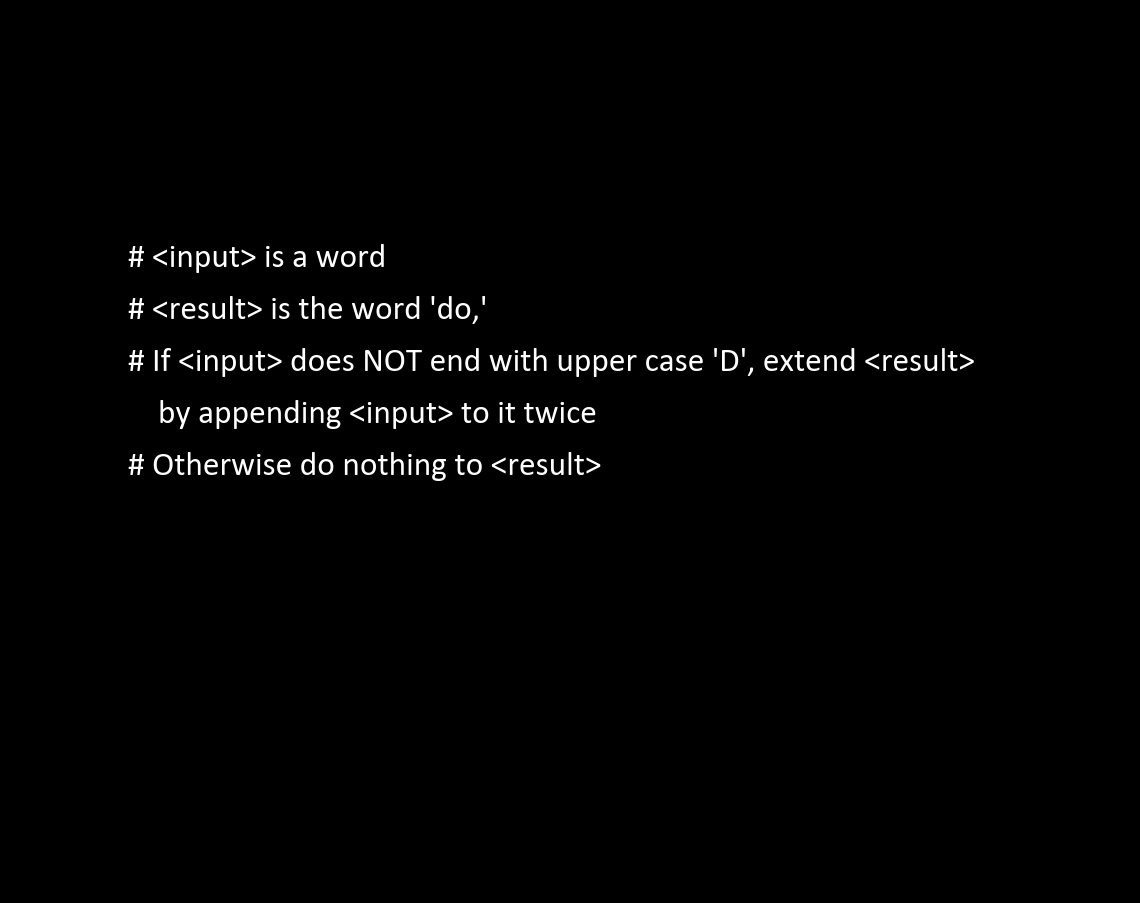 # <input> is a word
# <result> is the word 'do,'
# If <input> does NOT end with upper case 'D', extend <result>
by appending <input> to it twice
# Otherwise do nothing to <result>